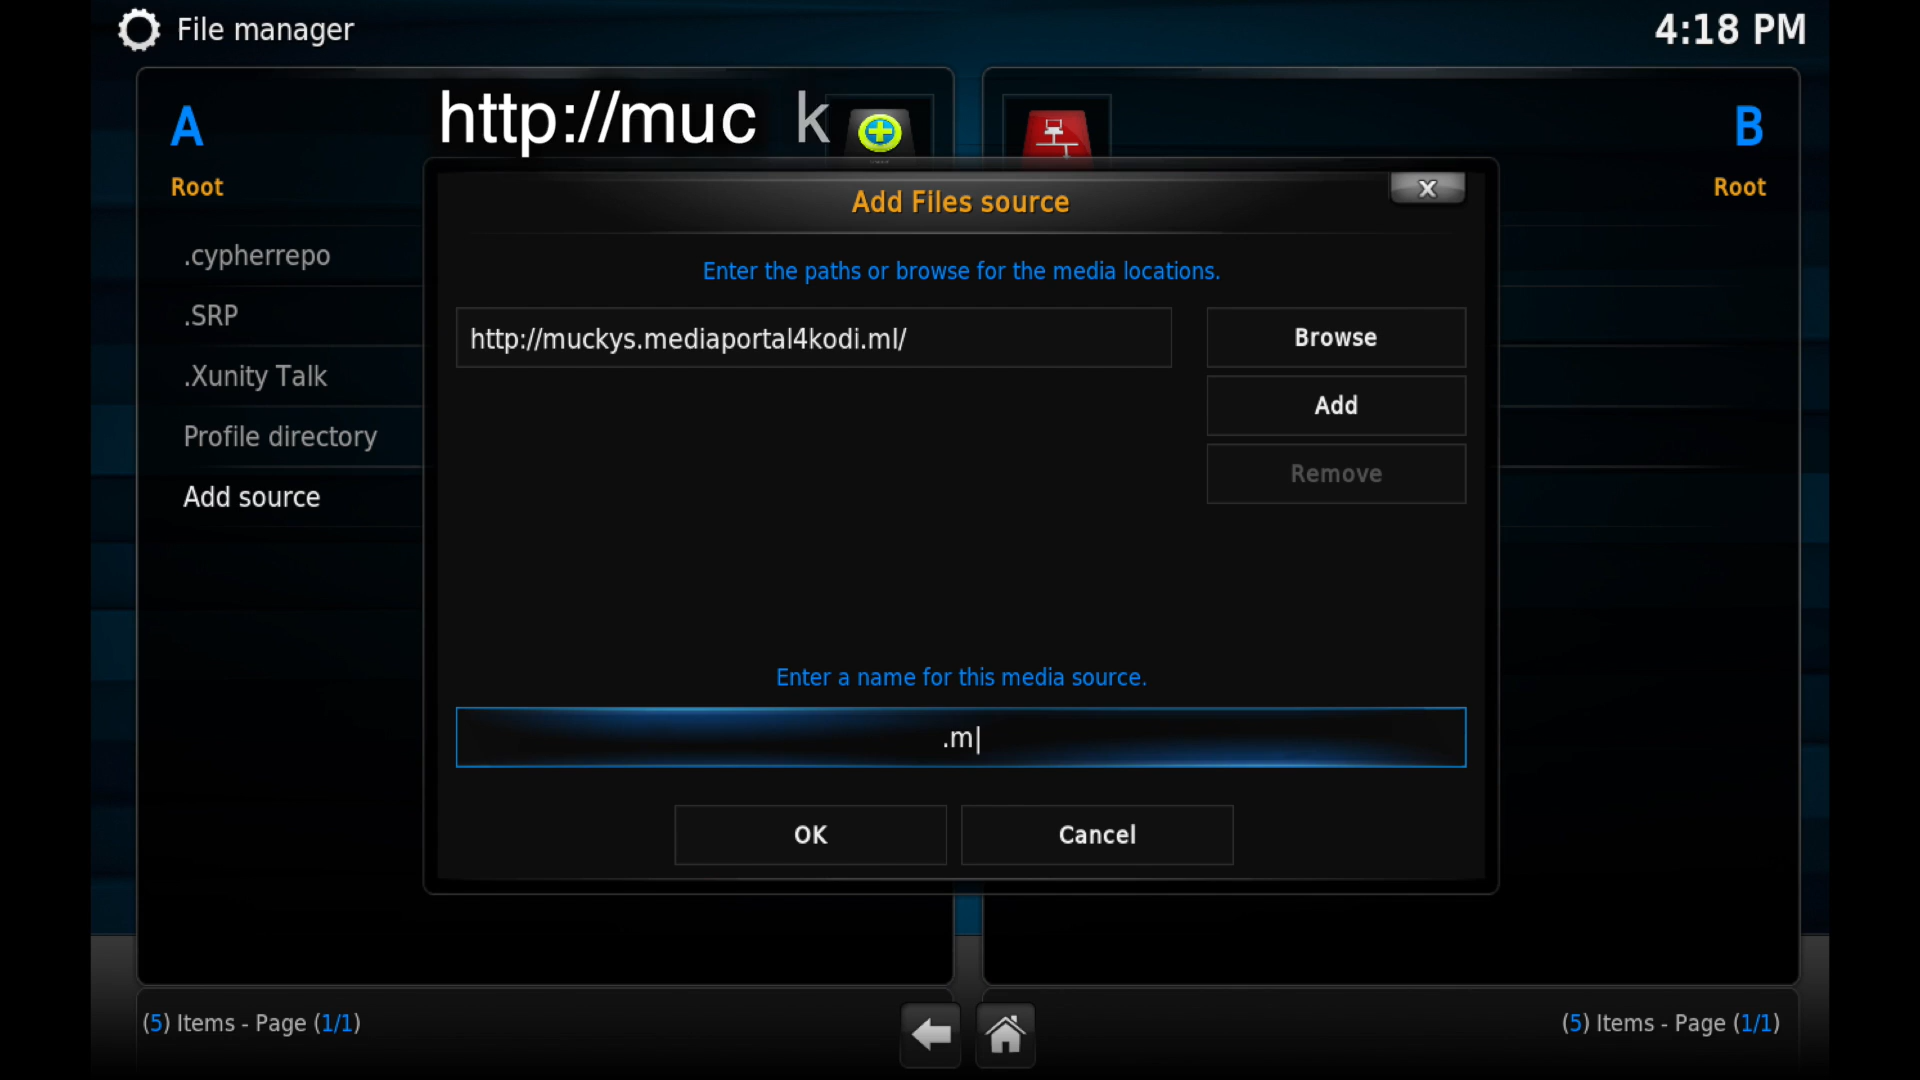 File manager
4:18 PM
http://muc k
A
B
Root
Root
Add Files source
x
.cypherrepo
Enter the paths or browse for the media locations.
.SRP
http://muckys.mediaportal4kodi.ml/
Browse
.Xunity Talk
Add
Profile directory
Remove
Add source
Enter a name for this media source.
.m|
OK
Cancel
(5) Items - Page (1/1)
(5) Items - Page (1/1)